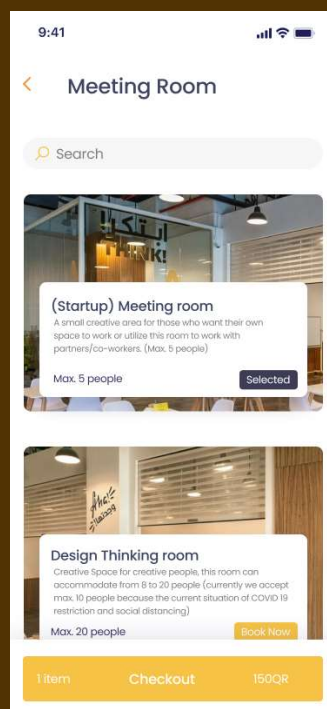 9:41
Meeting Room
Search
ابتكر!
THINK!
(Startup) Meeting room
A small creative area for those who want their own
space to work or utilize this room to work with
partners/co-workers. (Max. 5 people)
Max. 5 people
Selected
Aha!
Design Thinking room
Creative Space for creative people, this room can
accommodate from 8 to 20 people (currently we accept
max. 10 people because the current situation of COVID 19
restriction and social distancing)
Max. 20 people
Book Now
1 item
Checkout
150QR